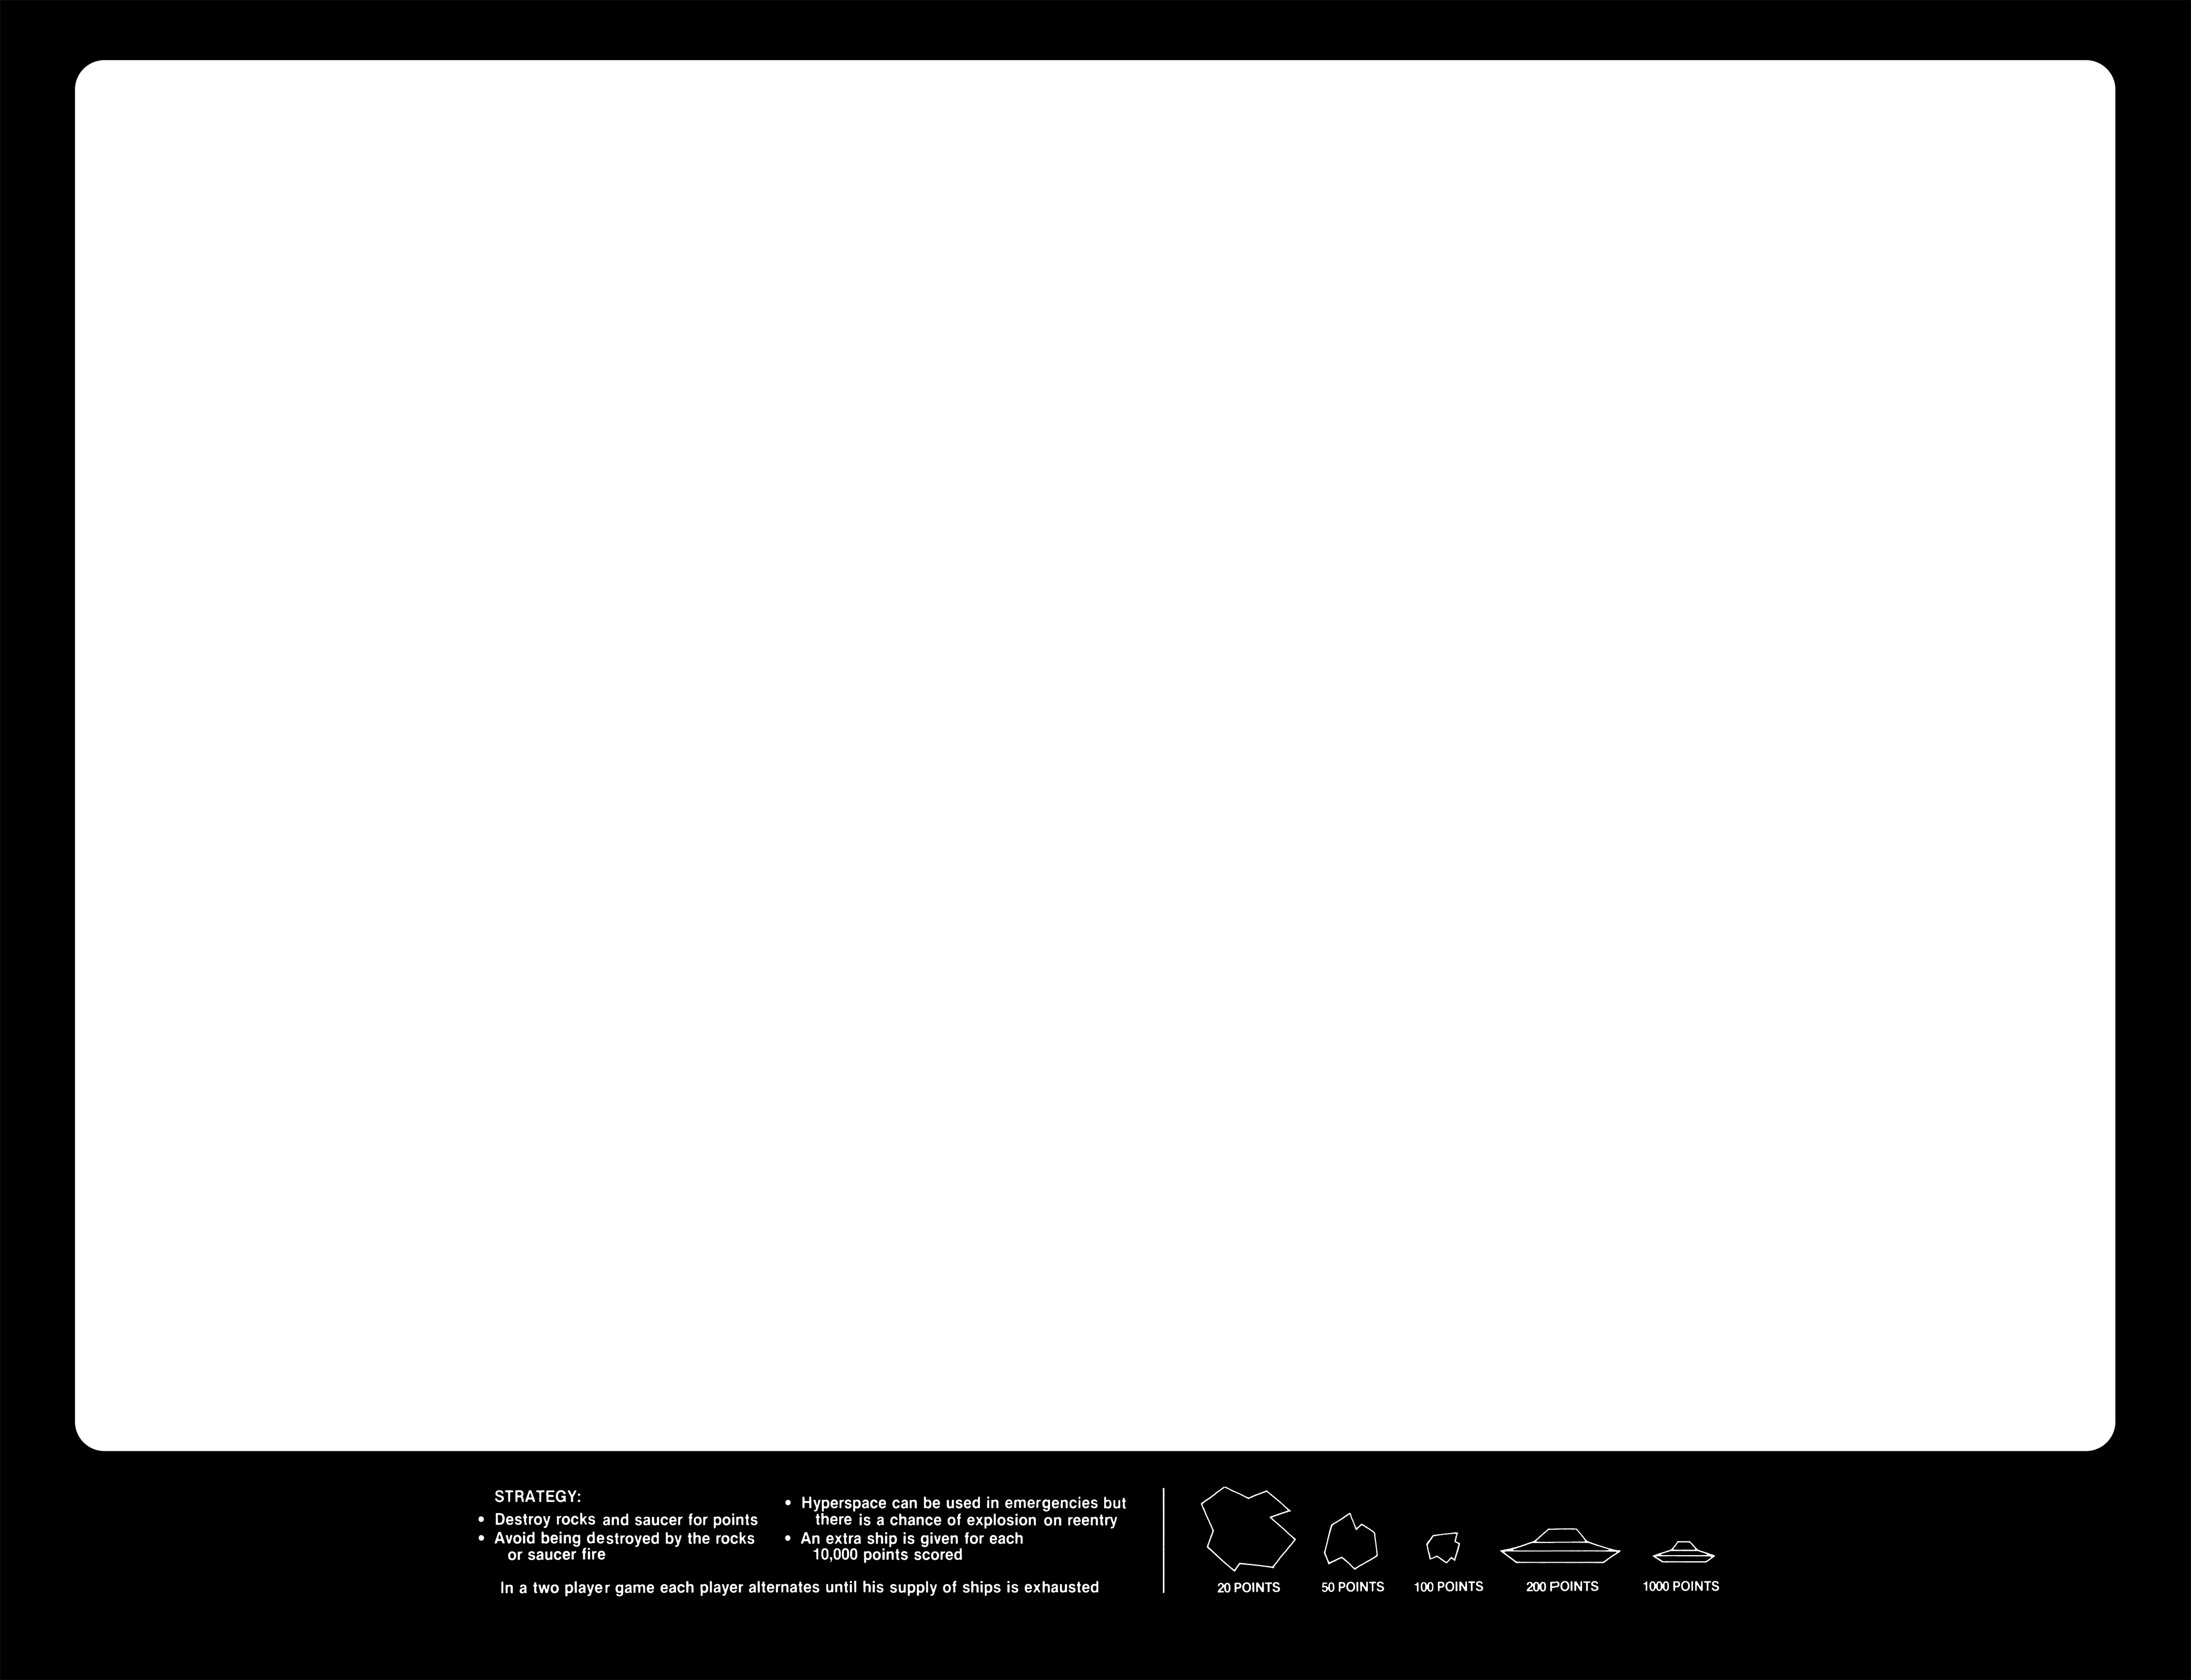 STRATEGY:
• Destroy rocks and saucer for points
• Avoid being destroyed by the rocks
or saucer fire
• Hyperspace can be used in emergencies but
there is a chance of explosion on reentry
• An extra ship is given for each
10,000 points scored
In a two player game each player alternates until his supply of ships is exhausted
20 POINTS
50 POINTS
100 POINTS
200 POINTS
1000 POINTS